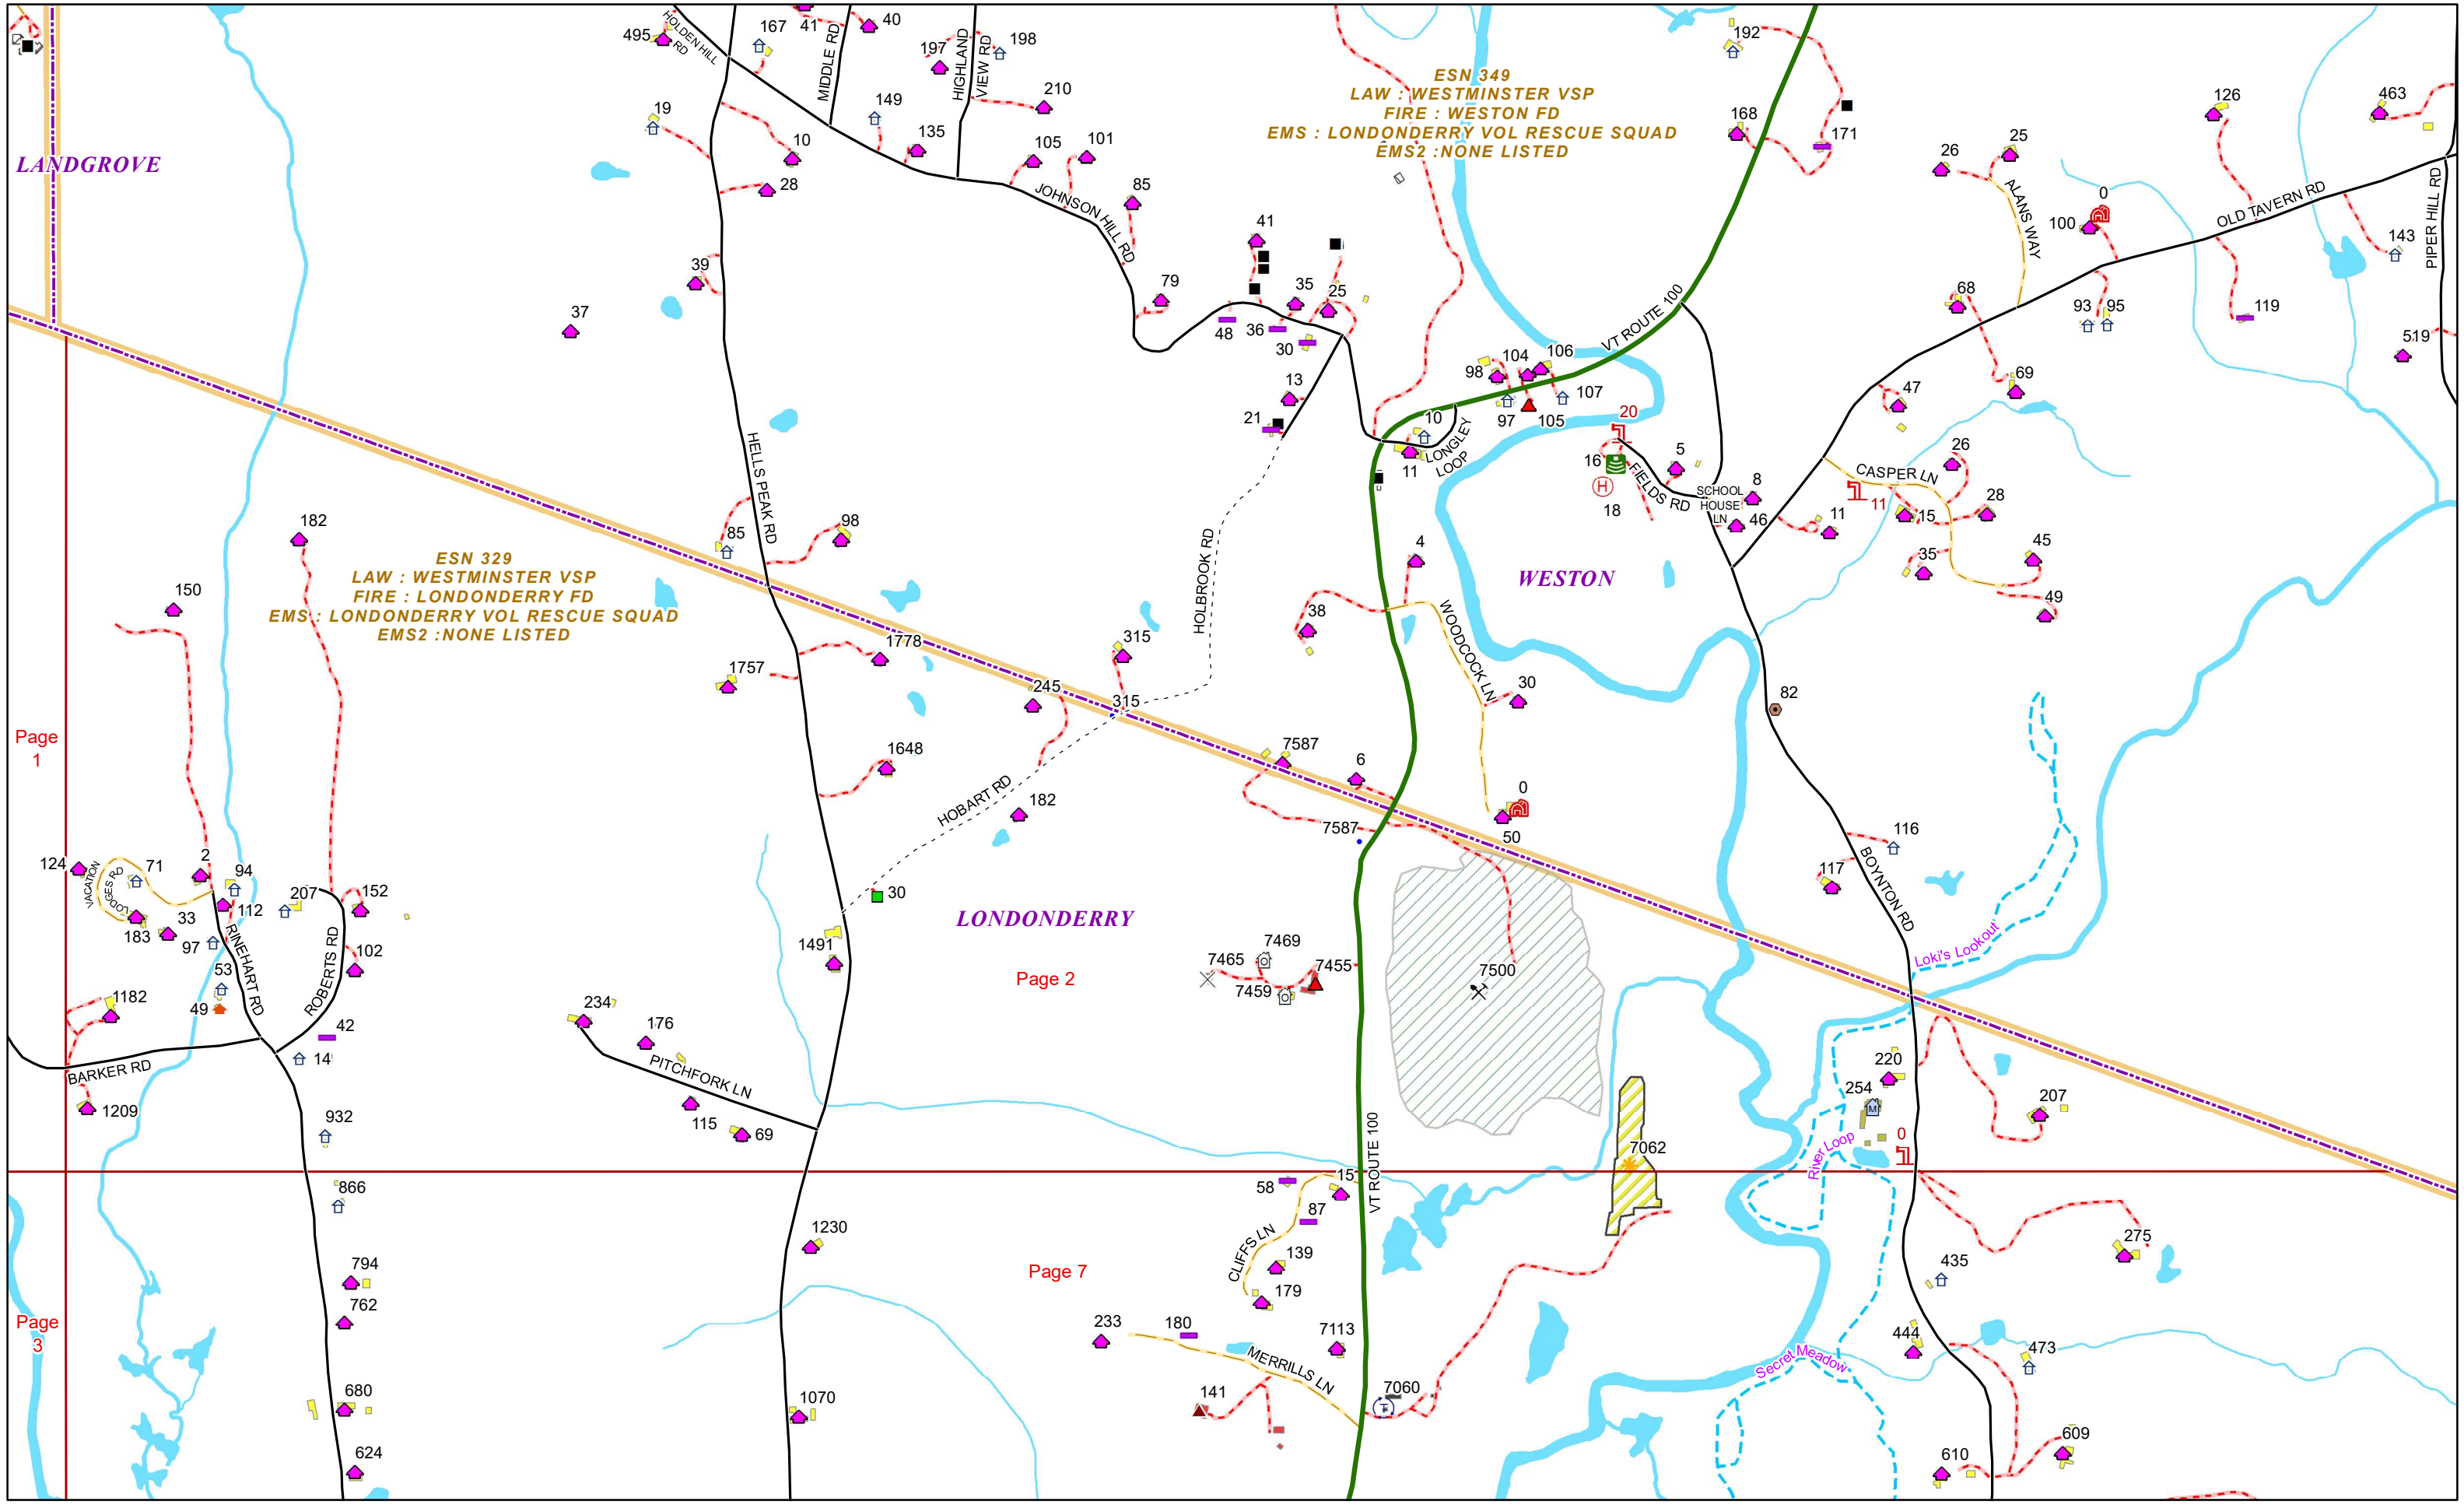 495
HOLDEN HILL
RD
167
41
40
MIDDLE RD
197
HIGHLAND
VIEW RD
198
210
192
ESN 349
LAW : WESTMINSTER VSP
FIRE : WESTON FD
EMS : LONDONDERRY VOL RESCUE SQUAD
EMS2 :NONE LISTED
168
171
126
463
LANDGROVE
19
10
28
149
135
105
101
85
JOHNSON HILL RD
26
25
ALANS WAY
0
100
OLD TAVERN RD
PIPER HILL RD
143
39
37
79
41
35
25
48
36
30
VT ROUTE 100
68
93
95
119
519
13
21
98
104
106
97
105
107
20
10
LONGLEY
LOOP
11
47
69
HELLS PEAK RD
16
FIELDS RD
5
H
18
SCHOOL
HOUSE
LN
8
46
CASPER LN
26
11
11
15
28
35
45
49
182
150
85
98
ESN 329
LAW : WESTMINSTER VSP
FIRE : LONDONDERRY FD
EMS : LONDONDERRY VOL RESCUE SQUAD
EMS2 :NONE LISTED
HOLBROOK RD
4
38
WOODCOCK LN
WESTON
1778
1757
315
245
315
30
82
Page
1
1648
HOBART RD
182
7587
6
7587
0
50
116
117
BOYNTON RD
124
VACATION
LODGES RD
71
2
94
207
152
112
33
183
97
RINEHART RD
ROBERTS RD
102
53
49
42
14
1182
BARKER RD
1209
30
1491
LONDONDERRY
Page 2
234
176
PITCHFORK LN
115
69
7465
7469
7459
7455
7500
Loki's Lookout
220
254
M
207
River Loop
0
7062
932
866
VT ROUTE 100
15
58
87
CLIFFS LN
139
179
1230
Page 7
794
762
Page
3
680
624
1070
233
180
MERRILLS LN
7113
141
7060
T
Secret Meadow
275
435
444
473
609
610